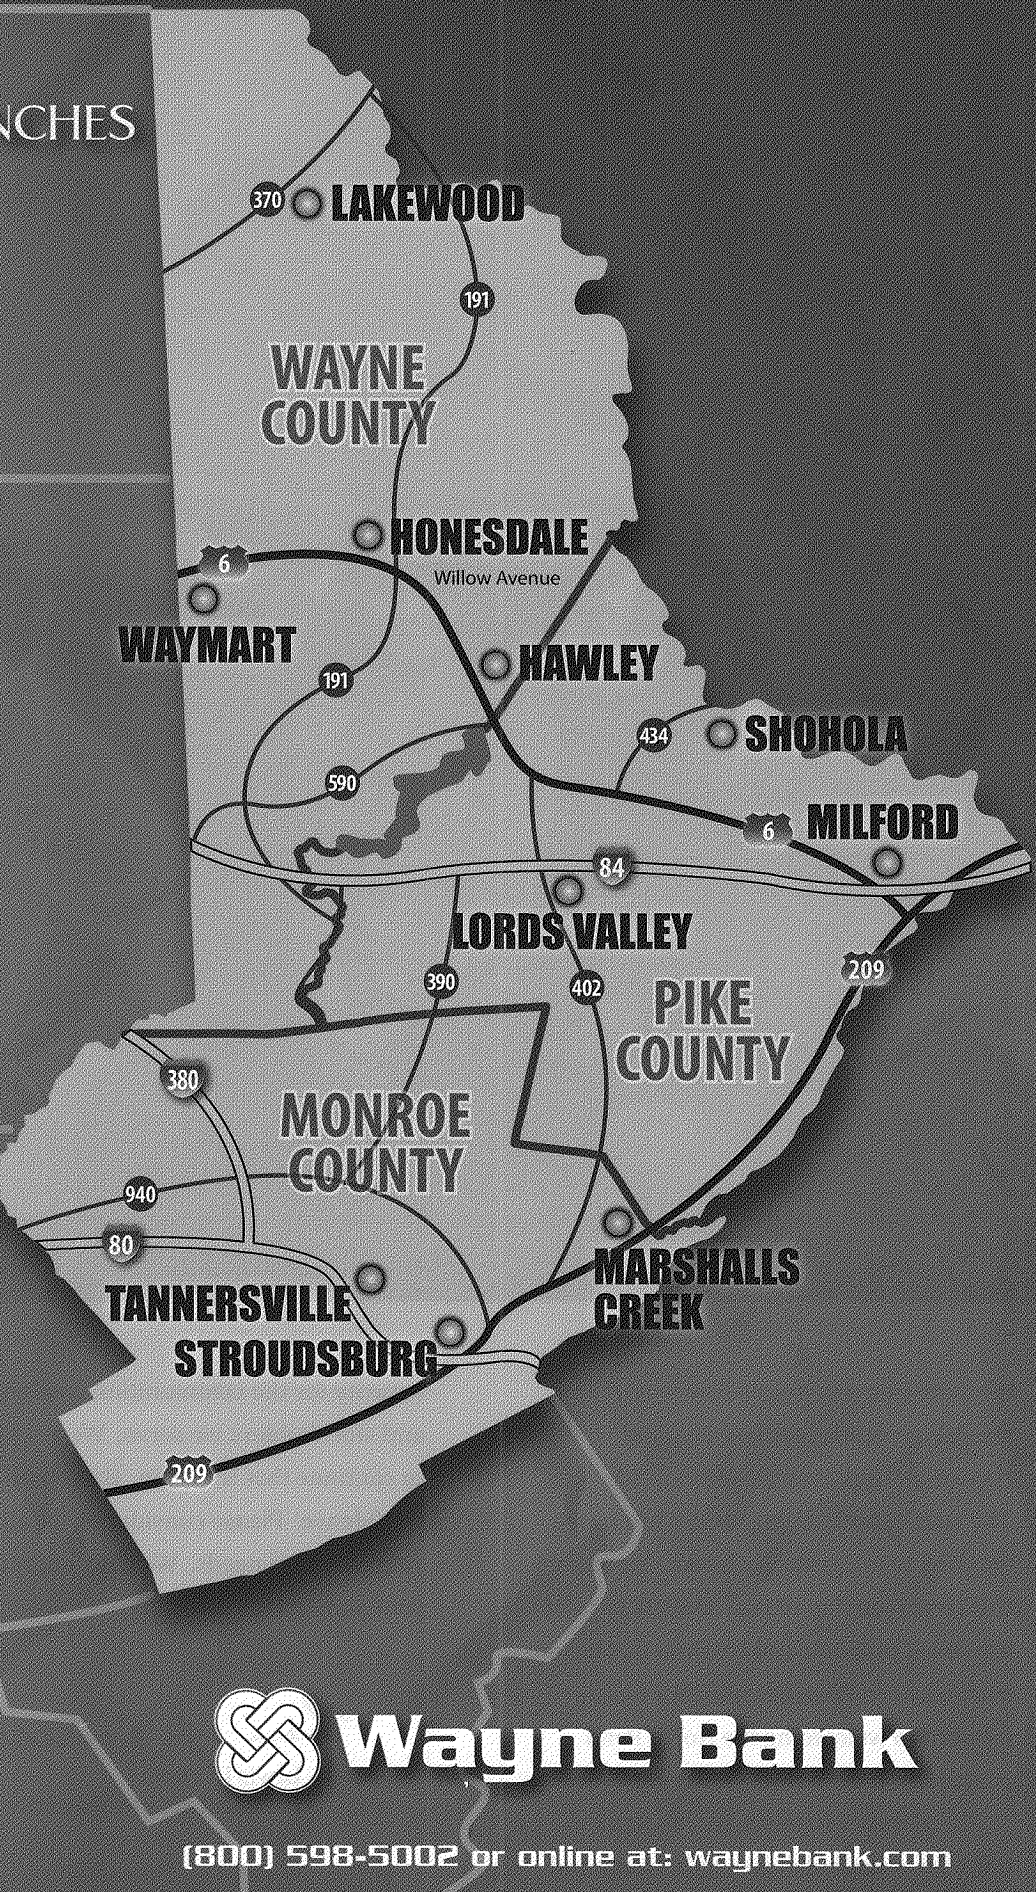 NCHES
370
LAKEWOOD
191
WAYNE
COUNTY
HONESDALE
6
Willow Avenue
WAYMART
HAWLEY
191
434
SHOHOLA
590
6
MILFORD
84
LORDS VALLEY
209
390
402
PIKE
COUNTY
380
MONROE
COUNTY
940
80
MARSHALLS
CREEK
TANNERSVILLE
STROUDSBURG
209
Wayne Bank
(800) 598-5002 or online at: waynebank.com